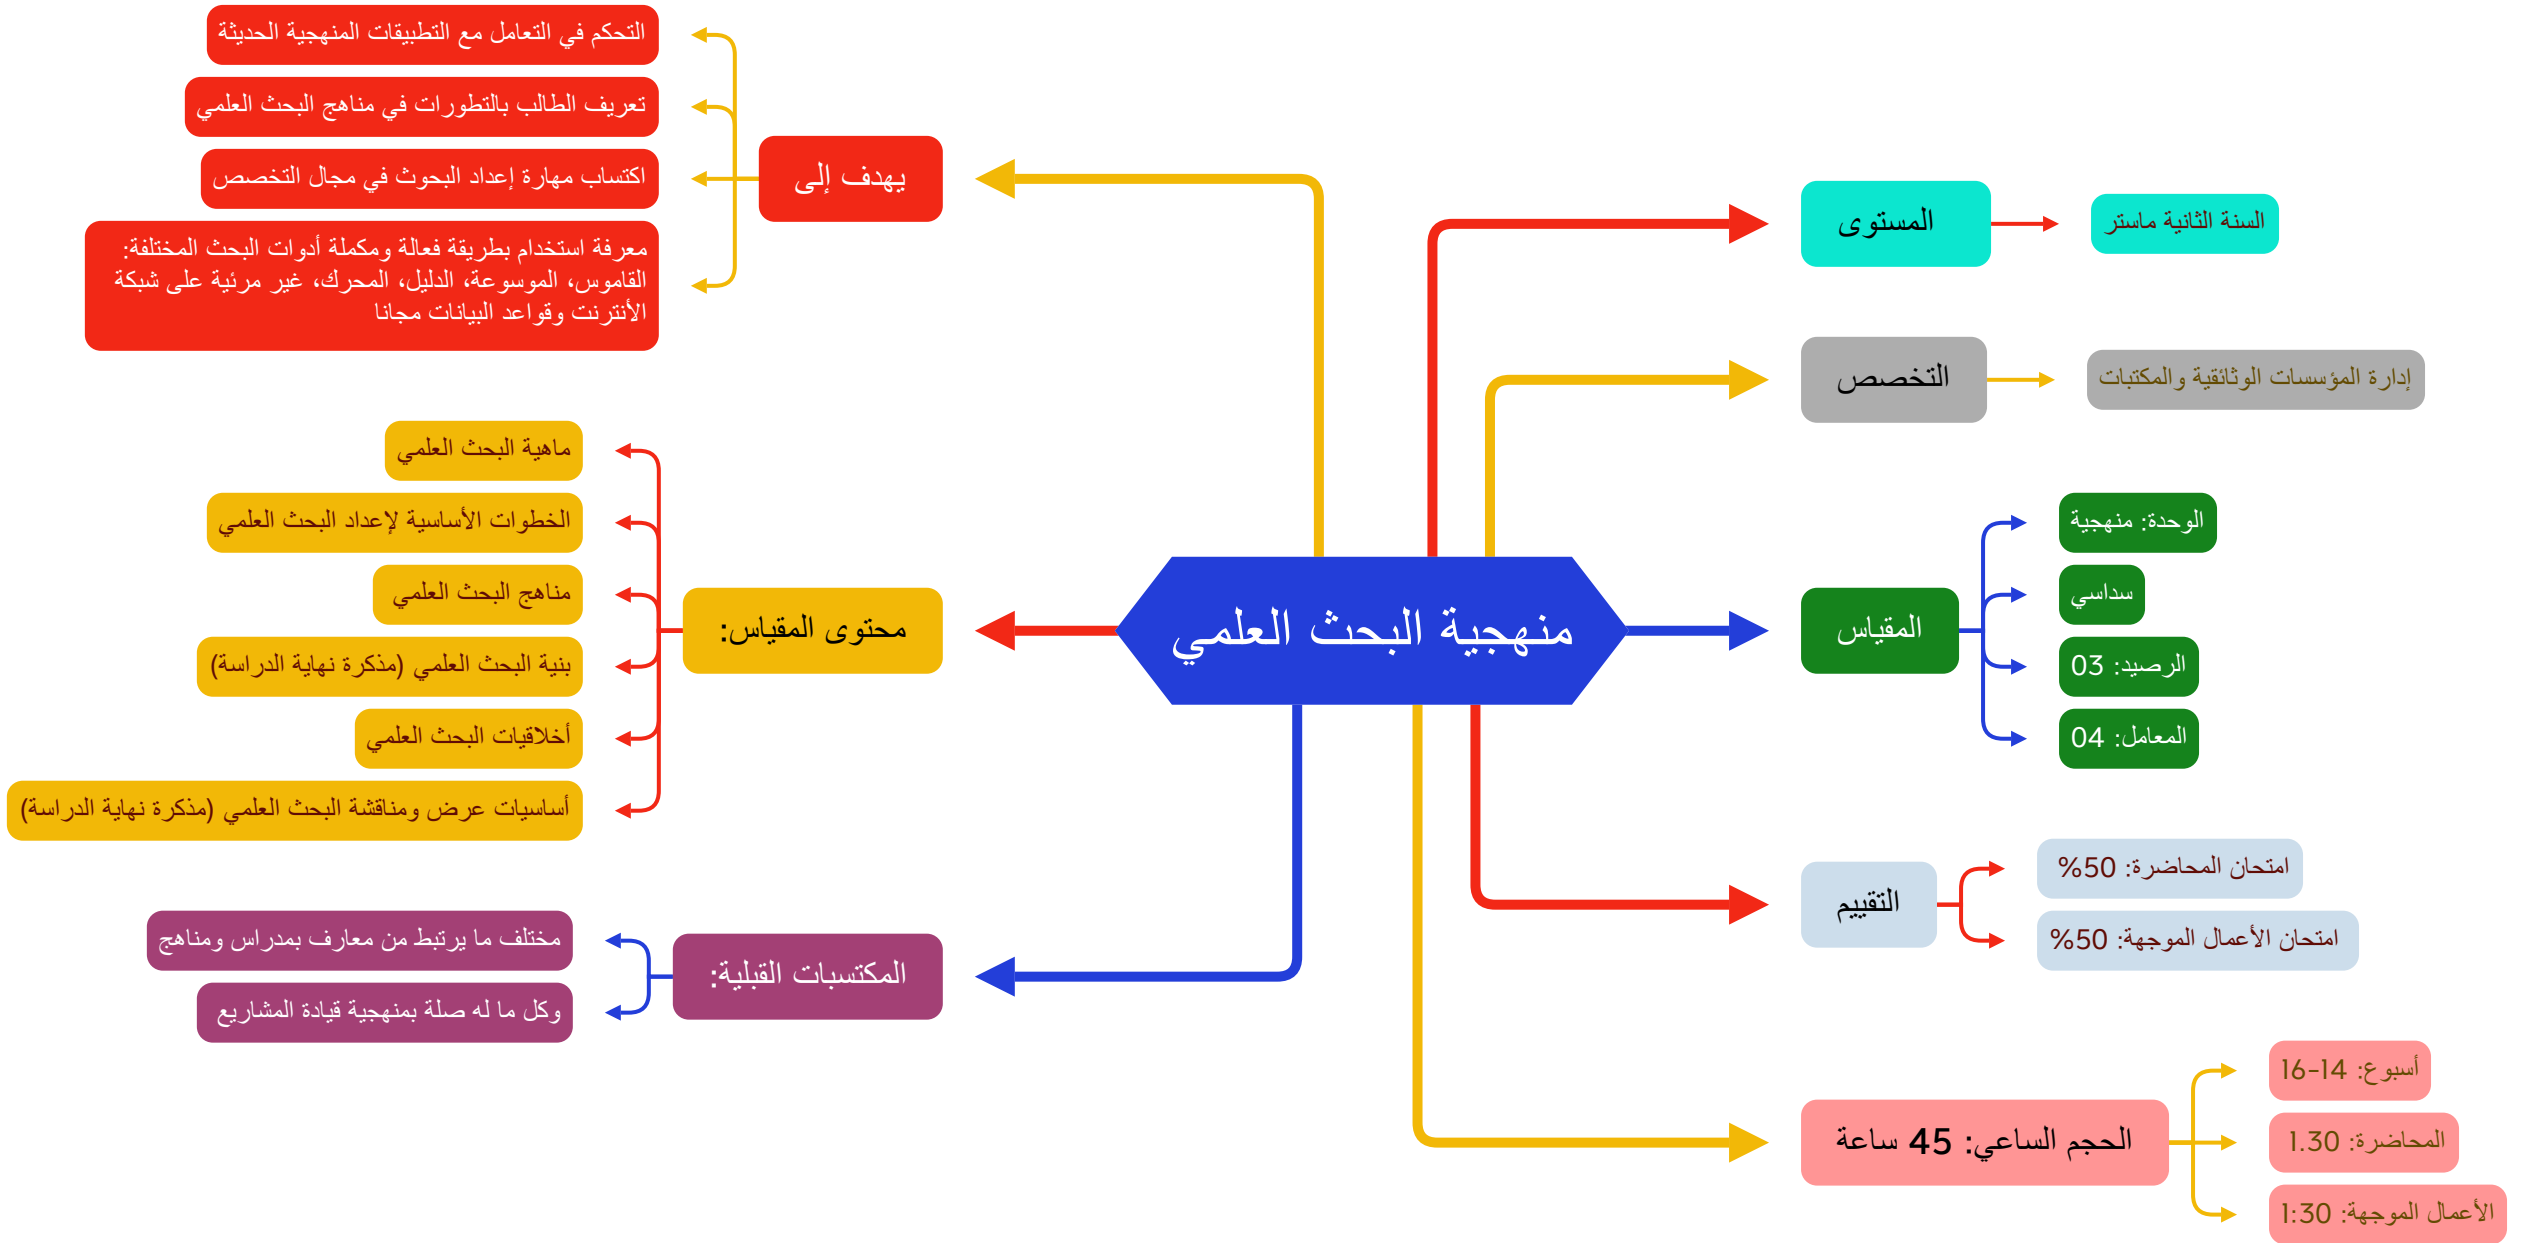 منهجية البحث العلمي
المستوى
السنة الثانية ماستر
التخصص
إدارة المؤسسات الوثائقية والمكتبات
المقياس
الوحدة: منهجية
سداسي
الرصيد: 03
المعامل: 04
التقييم
امتحان المحاضرة: 50%
امتحان الأعمال الموجهة: 50%
الحجم الساعي: 45 ساعة
أسبوع: 14-16
المحاضرة: 1.30
الأعمال الموجهة: 1:30
يهدف إلى
التحكم في التعامل مع التطبيقات المنهجية الحديثة
تعريف الطالب بالتطورات في مناهج البحث العلمي
اكتساب مهارة إعداد البحوث في مجال التخصص
معرفة استخدام بطريقة فعالة ومكملة أدوات البحث المختلفة:
القاموس، الموسوعة، الدليل، المحرك، غير مرئية على شبكة
الأنترنت وقواعد البيانات مجانا
محتوى المقياس:
ماهية البحث العلمي
الخطوات الأساسية لإعداد البحث العلمي
مناهج البحث العلمي
بنية البحث العلمي (مذكرة نهاية الدراسة)
أخلاقيات البحث العلمي
أساسيات عرض ومناقشة البحث العلمي (مذكرة نهاية الدراسة)
المكتسبات القبلية:
مختلف ما يرتبط من معارف بمدراس ومناهج
وكل ما له صلة بمنهجية قيادة المشاريع